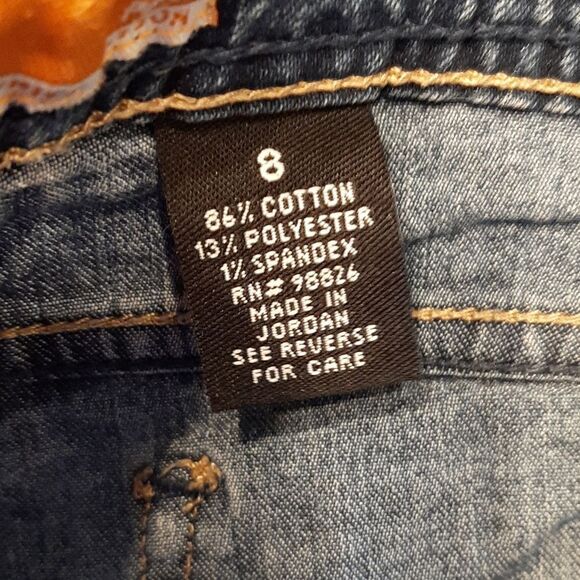 8
86% COTTON
13% POLYESTER
1% SPANDEX
RN# 98826
MADE IN
JORDAN
SEE REVERSE
FOR CARE